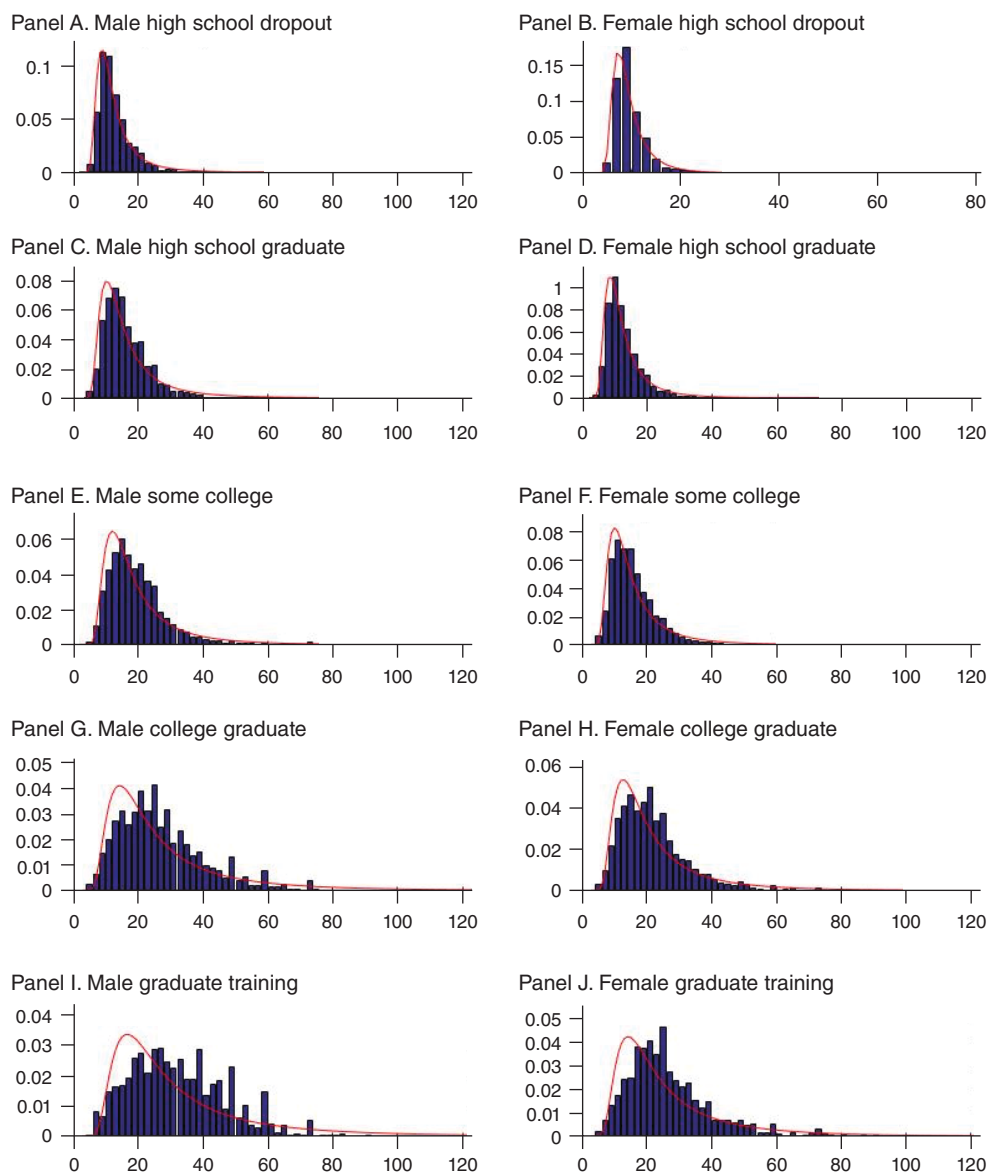 Panel A. Male high school dropout
0.1
0.05
0
0 20 40 60 80 100 120
Panel B. Female high school dropout
0.15
0.1
0.05
0
0 20 40 60 80
Panel C. Male high school graduate
0.08
0.06
0.04
0.02
0
0 20 40 60 80 100 120
Panel D. Female high school graduate
1
0.08
0.06
0.04
0.02
0
0 20 40 60 80 100 120
Panel E. Male some college
0.06
0.04
0.02
0
0 20 40 60 80 100 120
Panel F. Female some college
0.08
0.06
0.04
0.02
0
0 20 40 60 80 100 120
Panel G. Male college graduate
0.05
0.04
0.03
0.02
0.01
0
0 20 40 60 80 100 120
Panel H. Female college graduate
0.06
0.04
0.02
0
0 20 40 60 80 100 120
Panel I. Male graduate training
0.04
0.03
0.02
0.01
0
0 20 40 60 80 100 120
Panel J. Female graduate training
0.05
0.04
0.03
0.02
0.01
0
0 20 40 60 80 100 120